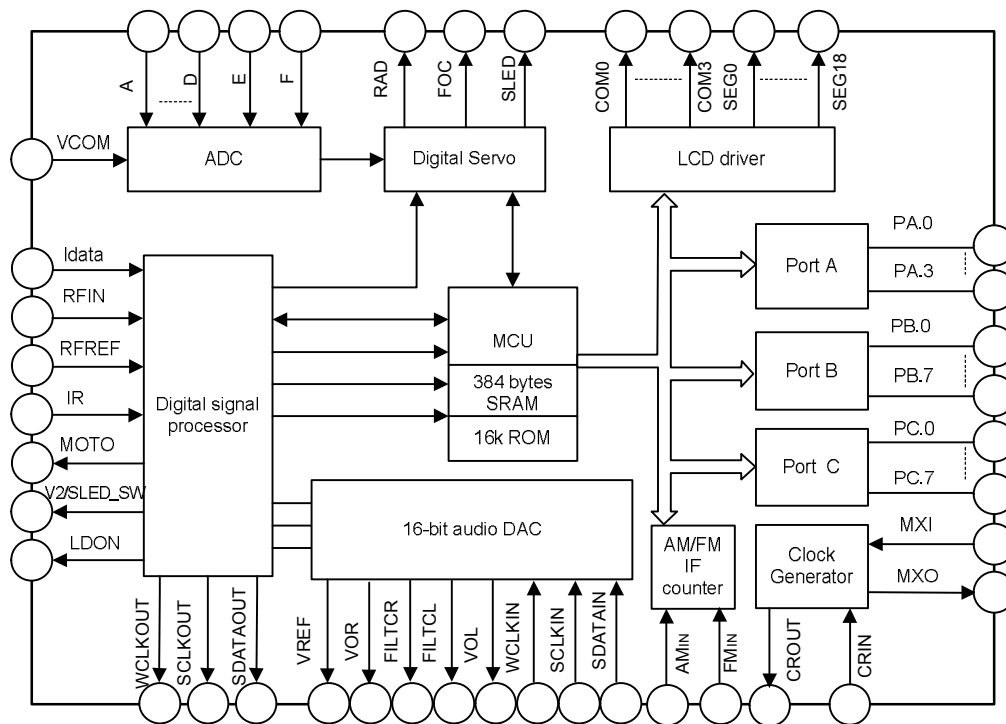 A
D
E
F
RAD
FOC
SLED
COM0
COM3
SEG0
SEG18
VCOM
ADC
Digital Servo
LCD driver
Idata
RFIN
RFREF
IR
MOTO
V2/SLED_SW
LDON
Digital signal
processor
MCU
384 bytes
SRAM
16k ROM
Port A
PA.0
PA.3
Port B
PB.0
PB.7
Port C
PC.0
PC.7
16-bit audio DAC
AM/FM
IF
counter
Clock
Generator
MXI
MXO
WCLKOUT
SCLKOUT
SDATAOUT
VREF
VOR
FILTCR
FILTCL
VOL
WCLKIN
SCLKIN
SDATAIN
AMIN
FMIN
CROUT
CRIN